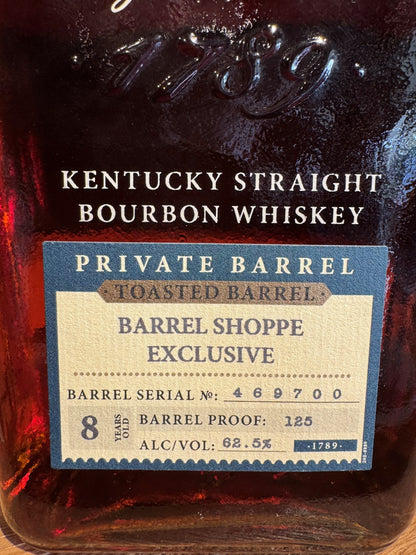 ·1789·
KENTUCKY STRAIGHT
BOURBON WHISKEY
PRIVATE BARREL
·TOASTED BARREL·
BARREL SHOPPE
EXCLUSIVE
BARREL SERIAL №: 469700
8 YEARS OLD
BARREL PROOF: 125
ALC/VOL: 62.5%
·1789·